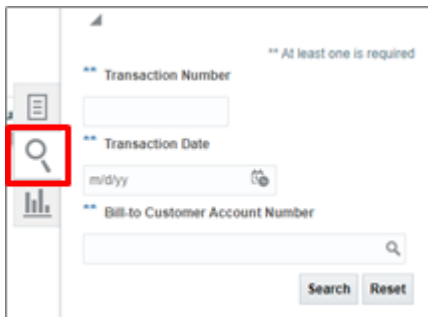 ** At least one is required
** Transaction Number
** Transaction Date
m/d/yy
** Bill-to Customer Account Number
Search Reset